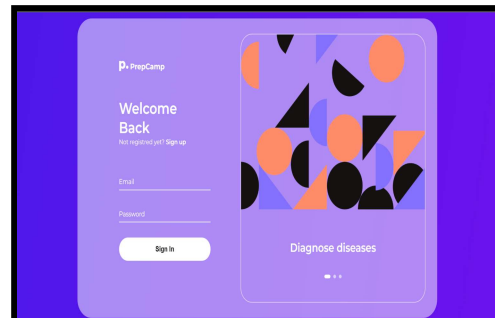 P. PrepCamp
Welcome
Back
Not registred yet? Sign up
Email
Password
Sign In
Diagnose diseases